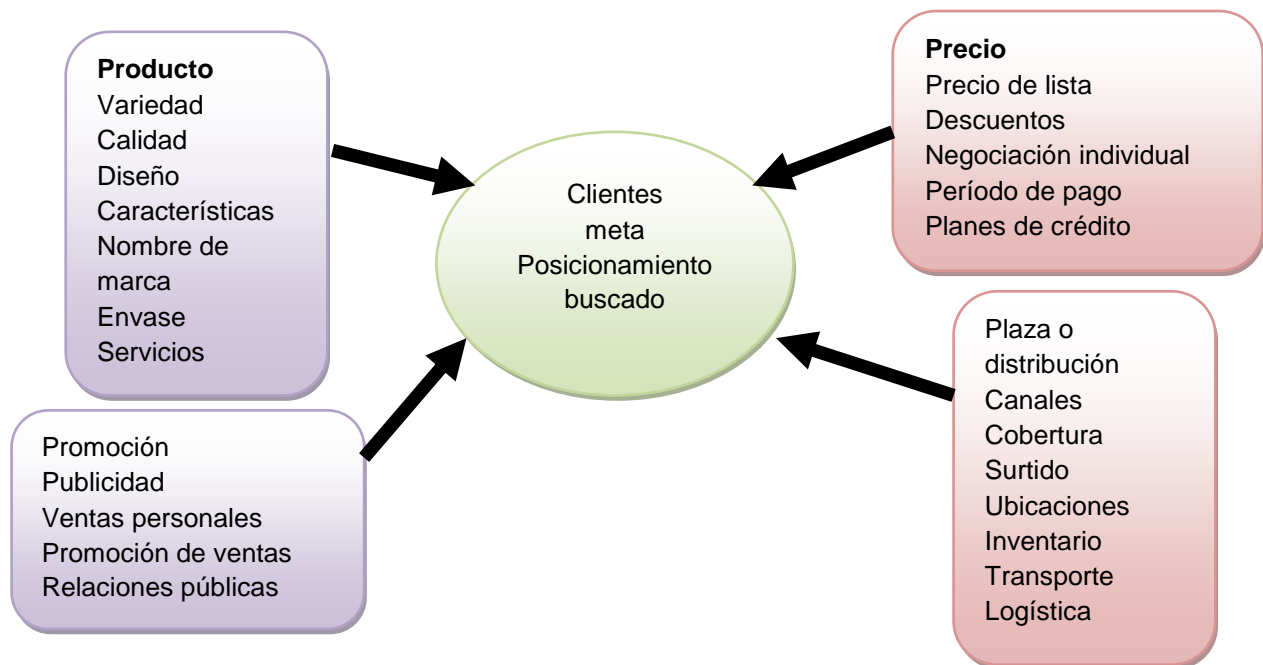 Producto
Variedad
Calidad
Diseño
Características
Nombre de
marca
Envase
Servicios
Precio
Precio de lista
Descuentos
Negociación individual
Período de pago
Planes de crédito
Clientes
meta
Posicionamiento
buscado
Promoción
Publicidad
Ventas personales
Promoción de ventas
Relaciones públicas
Plaza o
distribución
Canales
Cobertura
Surtido
Ubicaciones
Inventario
Transporte
Logística